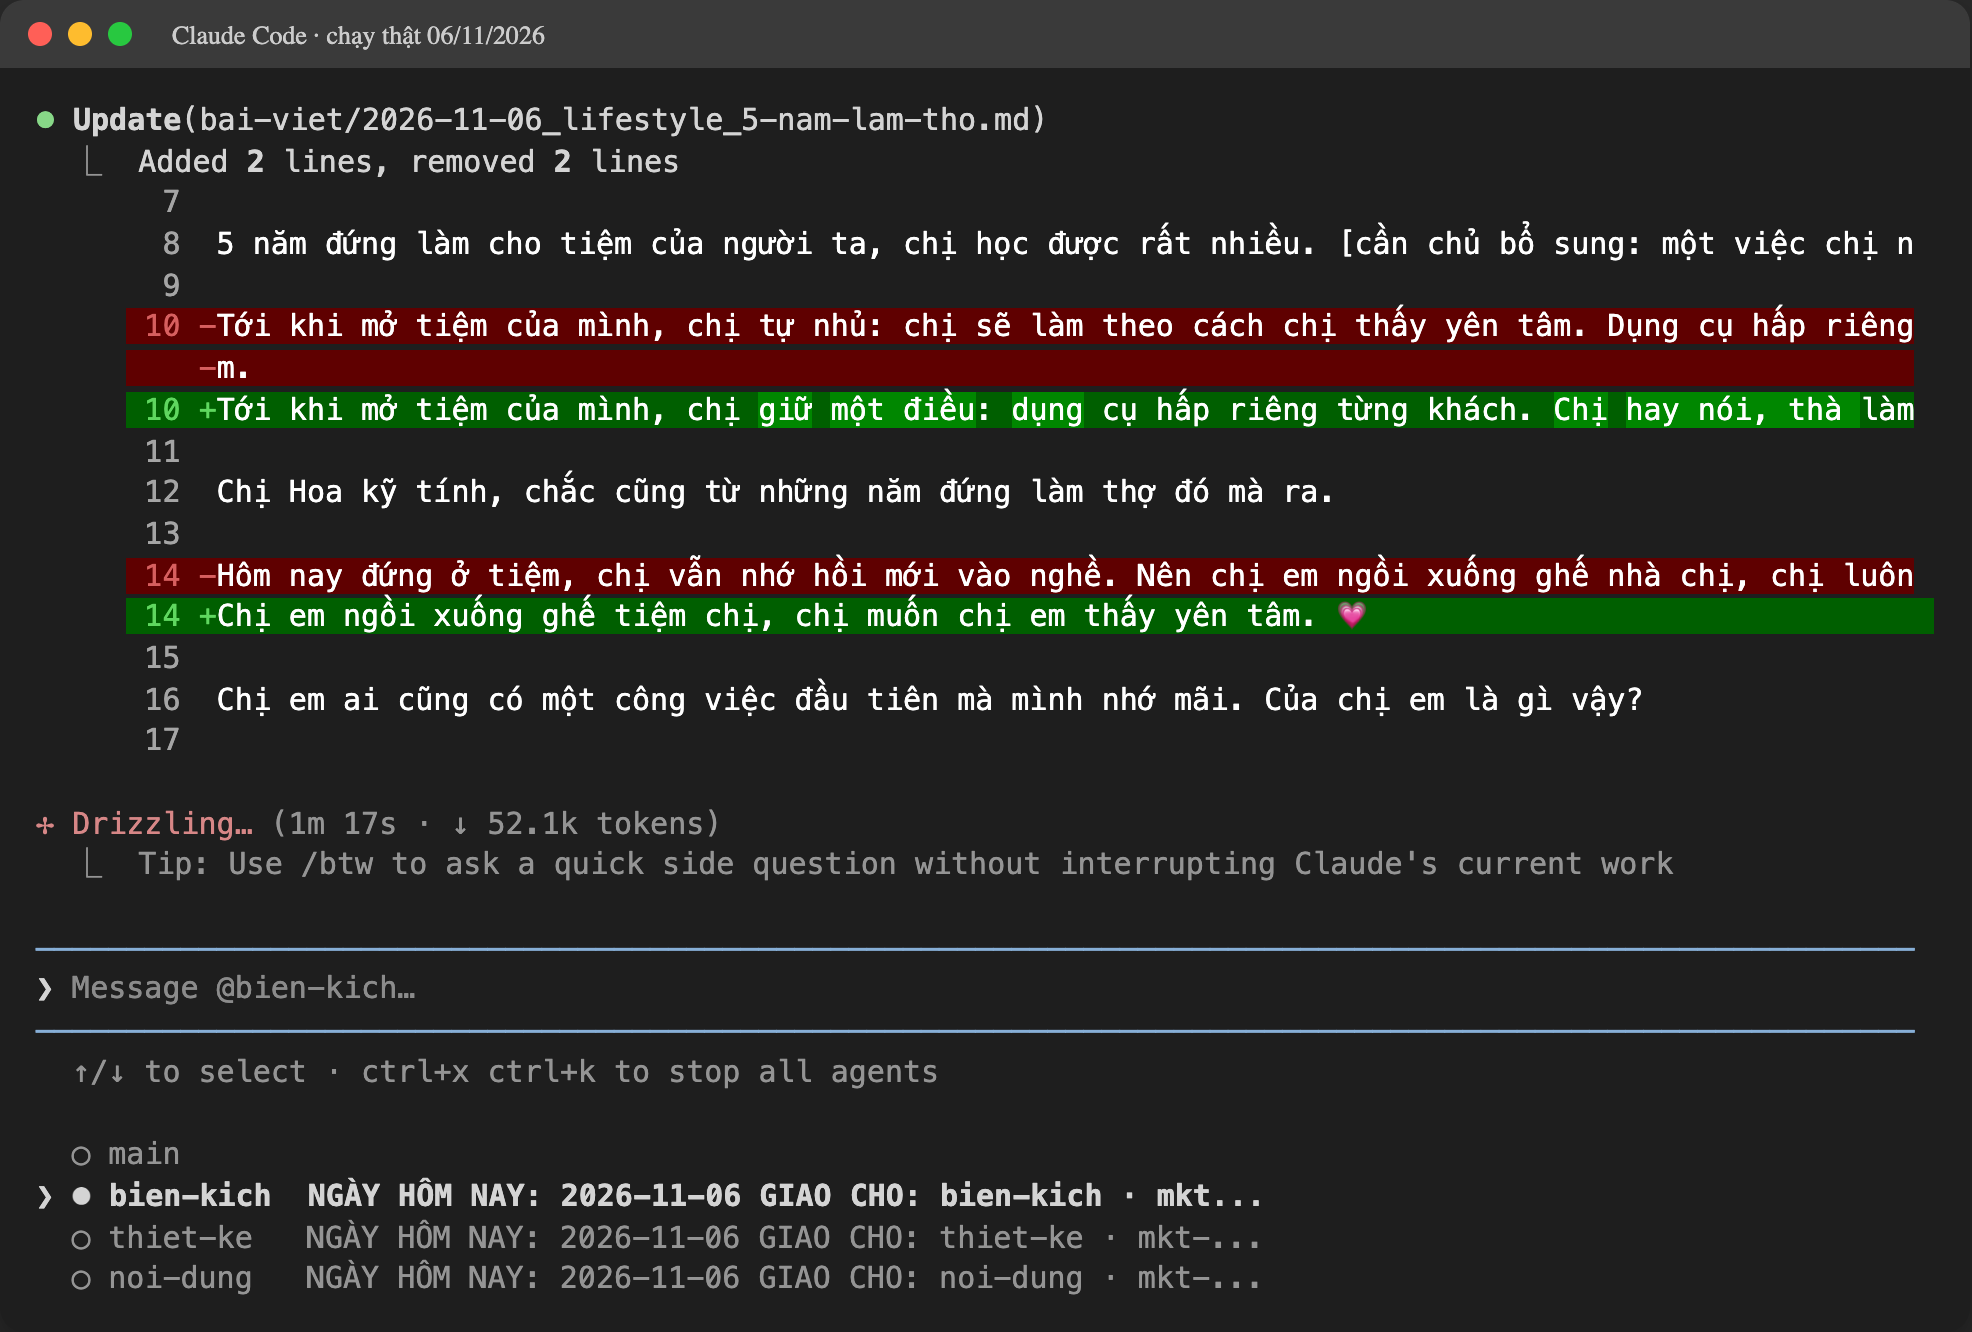 Claude Code · chạy thật 06/11/2026
● Update(bai-viet/2026-11-06_lifestyle_5-nam-lam-tho.md)
⎿ Added 2 lines, removed 2 lines
7
8 5 năm đứng làm cho tiệm của người ta, chị học được rất nhiều. [cần chủ bổ sung: một việc chị n
9
10 -Tới khi mở tiệm của mình, chị tự nhủ: chị sẽ làm theo cách chị thấy yên tâm. Dụng cụ hấp riêng
-m.
10 +Tới khi mở tiệm của mình, chị giữ một điều: dụng cụ hấp riêng từng khách. Chị hay nói, thà làm
11
12 Chị Hoa kỹ tính, chắc cũng từ những năm đứng làm thợ đó mà ra.
13
14 -Hôm nay đứng ở tiệm, chị vẫn nhớ hồi mới vào nghề. Nên chị em ngồi xuống ghế nhà chị, chị luôn
14 +Chị em ngồi xuống ghế tiệm chị, chị muốn chị em thấy yên tâm. 💗
15
16 Chị em ai cũng có một công việc đầu tiên mà mình nhớ mãi. Của chị em là gì vậy?
17
✢ Drizzling… (1m 17s · ↓ 52.1k tokens)
⎿ Tip: Use /btw to ask a quick side question without interrupting Claude's current work
❯ Message @bien-kich…
↑/↓ to select · ctrl+x ctrl+k to stop all agents
○ main
❯ ● bien-kich NGÀY HÔM NAY: 2026-11-06 GIAO CHO: bien-kich · mkt...
○ thiet-ke NGÀY HÔM NAY: 2026-11-06 GIAO CHO: thiet-ke · mkt-...
○ noi-dung NGÀY HÔM NAY: 2026-11-06 GIAO CHO: noi-dung · mkt-...